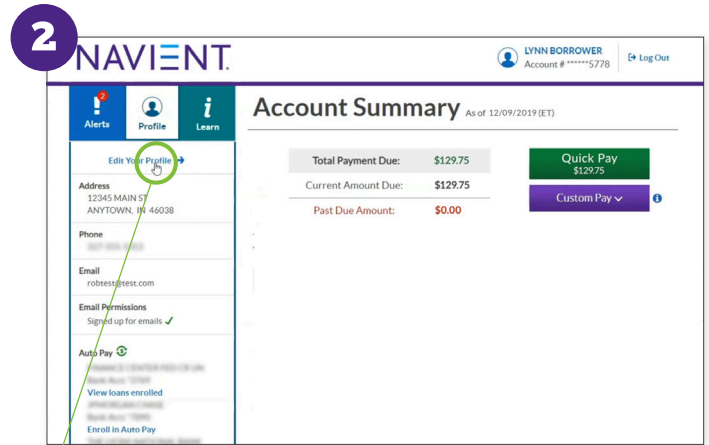 2
NAVIENT.
LYNN BORROWER
Account # ******5778
Log Out
2
Alerts
Profile
Learn
Account Summary As of 12/09/2019 (ET)
Edit Your Profile
Address
12345 MAIN ST
ANYTOWN, IN 46038
Phone
Email
robtest@test.com
Email Permissions
Signed up for emails
Auto Pay
View loans enrolled
Enroll in Auto Pay
Total Payment Due: $129.75
Current Amount Due: $129.75
Past Due Amount: $0.00
Quick Pay
$129.75
Custom Pay